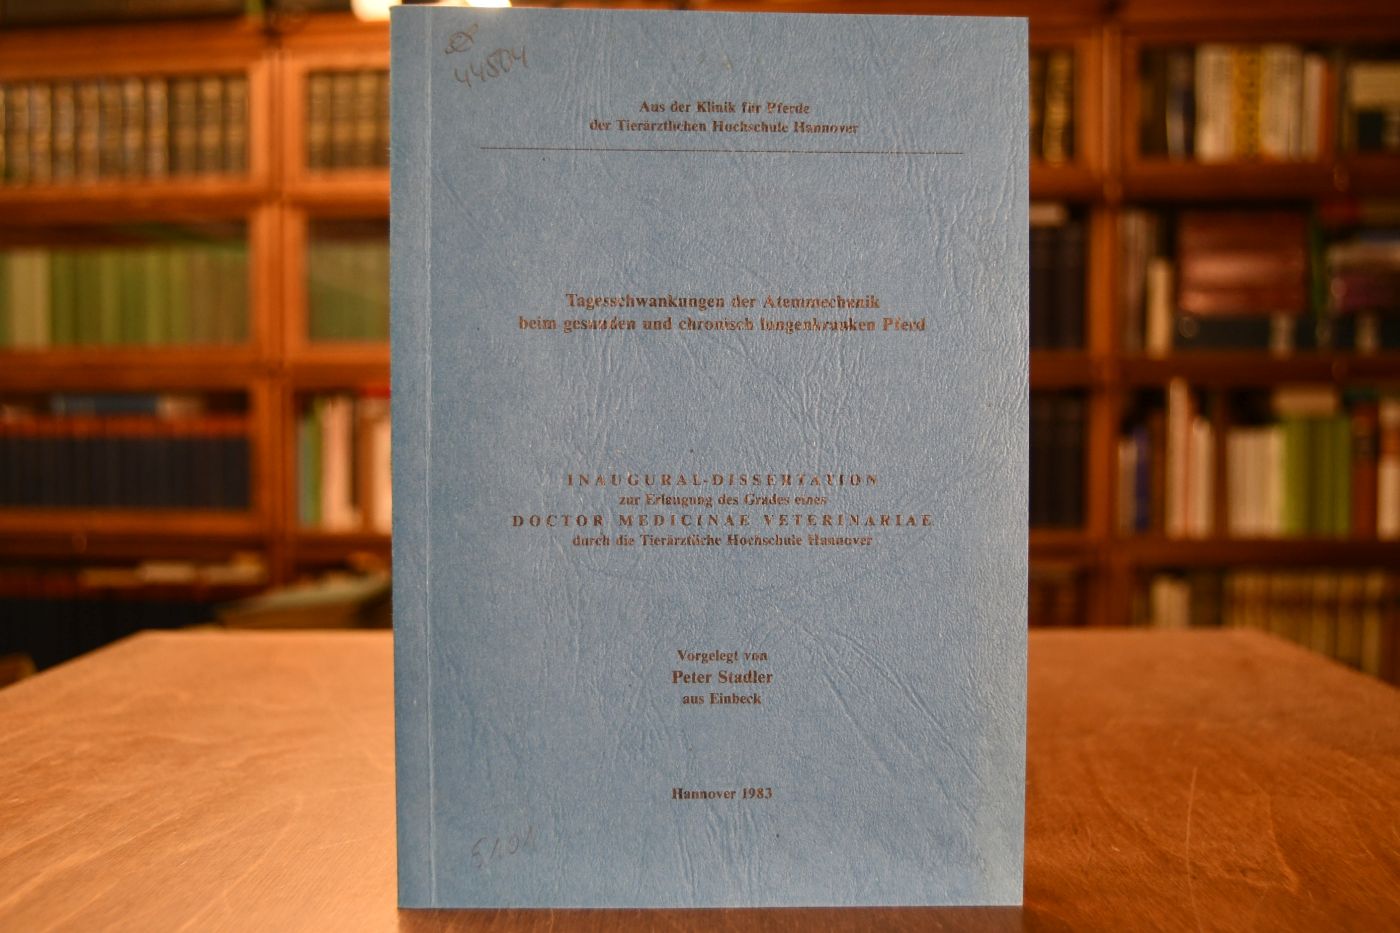 44504
Aus der Klinik für Pferde
der Tierärztlichen Hochschule Hannover
Tagesschwankungen der Atemmechanik
beim gesunden und chronisch lungenkranken Pferd
INAUGURAL-DISSERTATION
zur Erlangung des Grades eines
DOCTOR MEDICINAE VETERINARIAE
durch die Tierärztliche Hochschule Hannover
Vorgelegt von
Peter Stadler
aus Einbeck
Hannover 1983